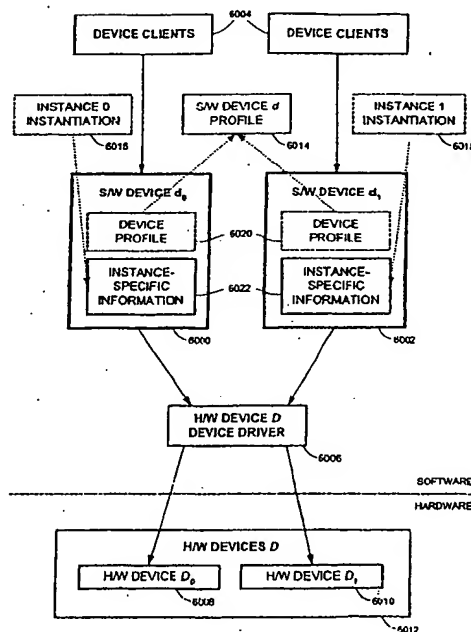 6004
DEVICE CLIENTS
DEVICE CLIENTS
INSTANCE 0
INSTANTIATION
6016
S/W DEVICE d
PROFILE
6014
INSTANCE 1
INSTANTIATION
S/W DEVICE d0
DEVICE
PROFILE
INSTANCE-
SPECIFIC
INFORMATION
6000
6020
6022
S/W DEVICE d1
DEVICE
PROFILE
INSTANCE-
SPECIFIC
INFORMATION
6002
H/W DEVICE D
DEVICE DRIVER
6006
SOFTWARE
HARDWARE
H/W DEVICES D
H/W DEVICE D0
6008
H/W DEVICE D1
6010
6012